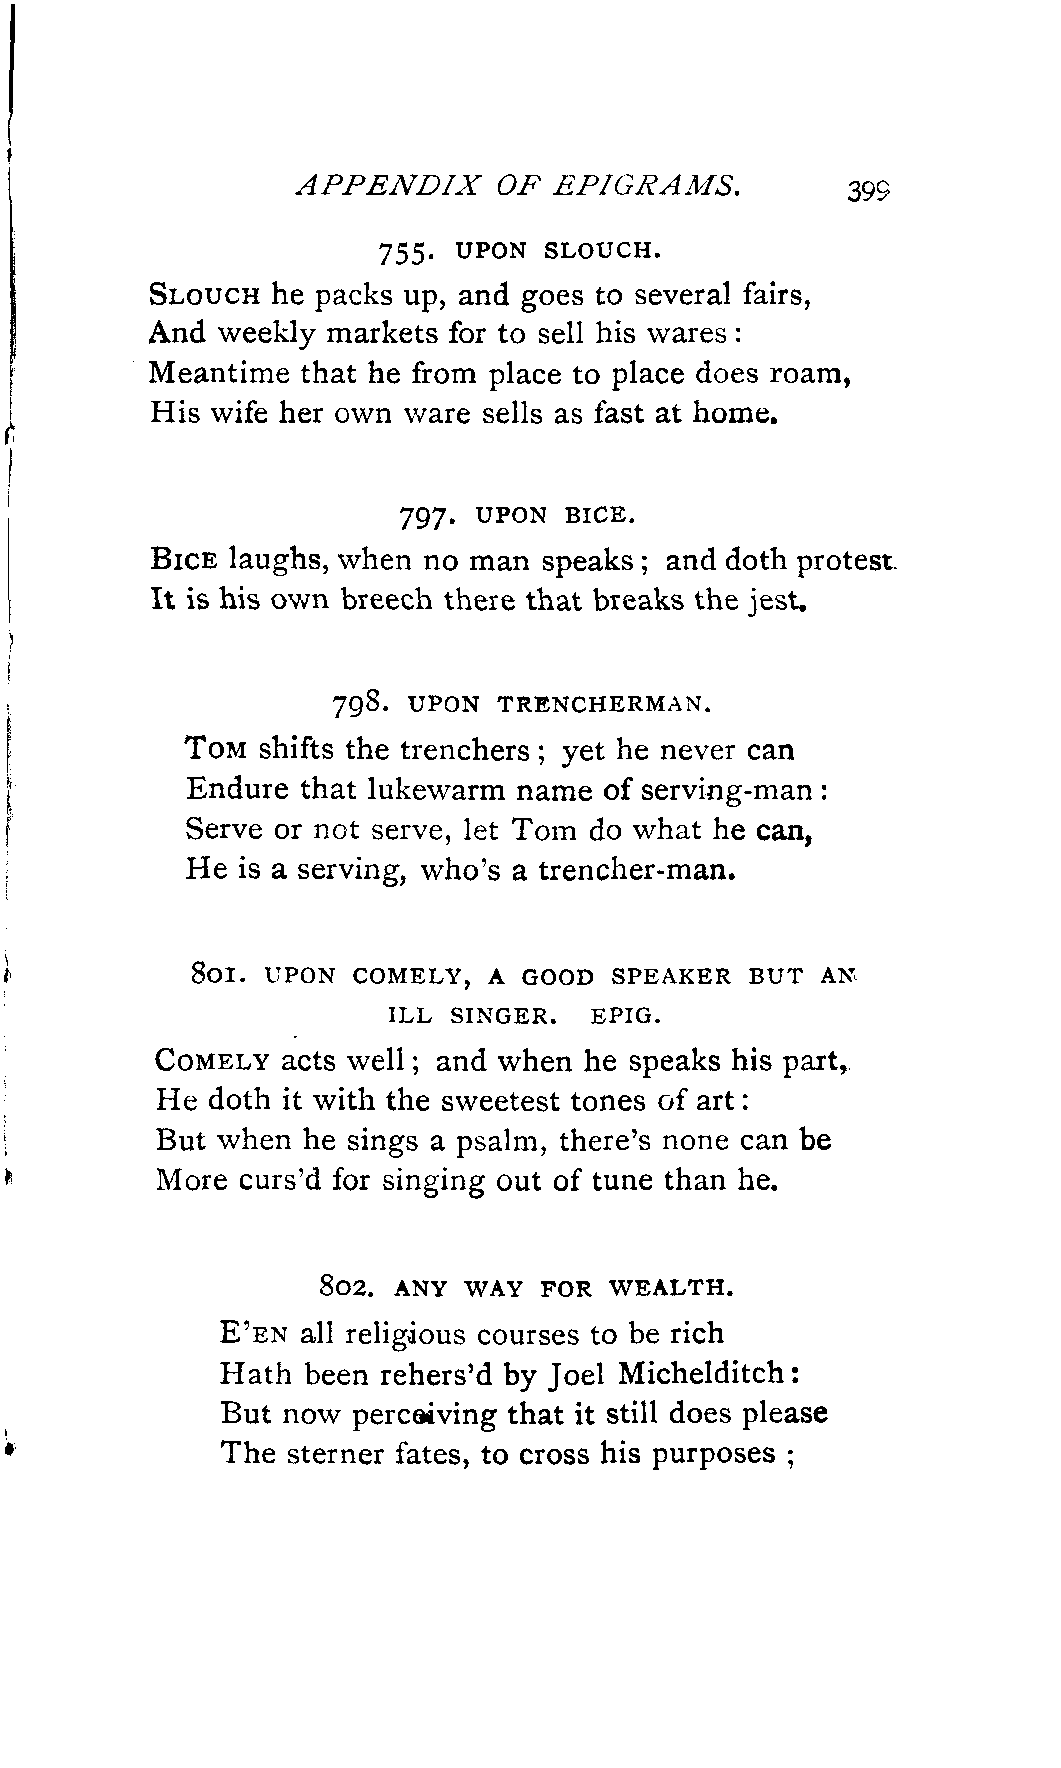 APPENDIX OF EPIGRAMS. 399
755. UPON SLOUCH.
SLOUCH he packs up, and goes to several fairs,
And weekly markets for to sell his wares :
Meantime that he from place to place does roam,
His wife her own ware sells as fast at home.
797. UPON BICE.
BICE laughs, when no man speaks ; and doth protest.
It is his own breech there that breaks the jest.
798. UPON TRENCHERMAN.
TOM shifts the trenchers ; yet he never can
Endure that lukewarm name of serving-man :
Serve or not serve, let Tom do what he can,
He is a serving, who's a trencher-man.
801. UPON COMELY, A GOOD SPEAKER BUT AN
ILL SINGER. EPIG.
COMELY acts well ; and when he speaks his part,
He doth it with the sweetest tones of art :
But when he sings a psalm, there's none can be
More curs'd for singing out of tune than he.
802. ANY WAY FOR WEALTH.
E'EN all religious courses to be rich
Hath been rehers'd by Joel Michelditch :
But now perceiving that it still does please
The sterner fates, to cross his purposes ;